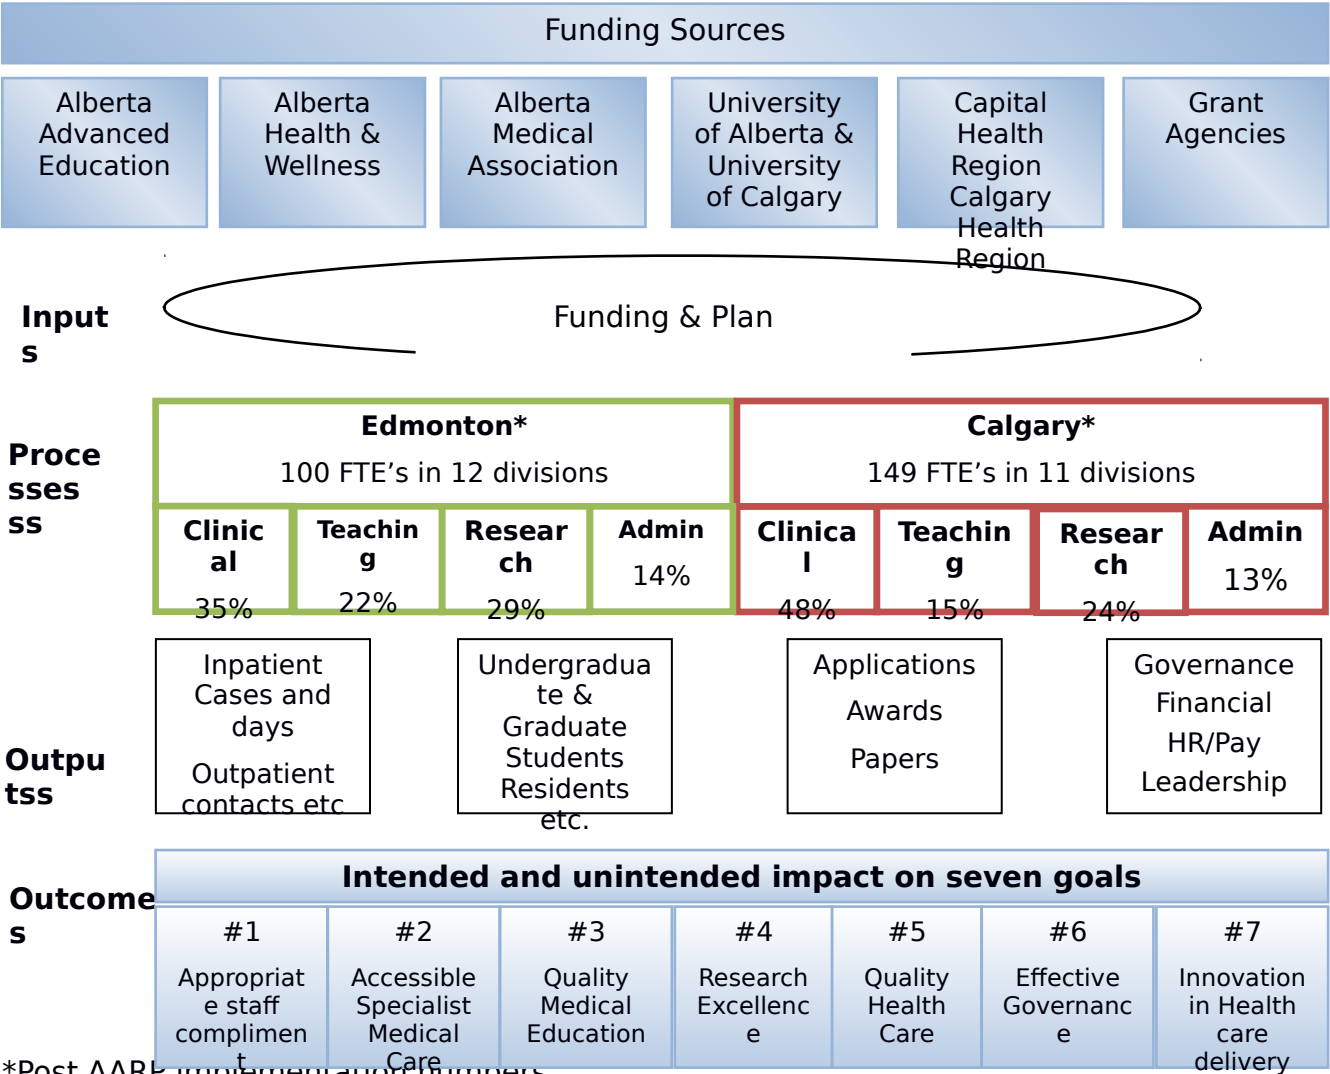 Funding Sources
Alberta
Advanced
Education
Alberta
Health &
Wellness
Alberta
Medical
Association
University
of Alberta &
University
of Calgary
Capital
Health
Region
Calgary
Health
Region
Grant
Agencies
Input
s
Funding & Plan
Proce
sses
ss
Edmonton*
100 FTE’s in 12 divisions
Calgary*
149 FTE’s in 11 divisions
Clinic
al
35%
Teachin
g
22%
Resear
ch
29%
Admin
14%
Clinica
l
48%
Teachin
g
15%
Resear
ch
24%
Admin
13%
Outpu
tss
Inpatient
Cases and
days
Outpatient
contacts etc
Undergradua
te &
Graduate
Students
Residents
etc.
Applications
Awards
Papers
Governance
Financial
HR/Pay
Leadership
Outcome
s
Intended and unintended impact on seven goals
#1
Appropriat
e staff
complimen
t
#2
Accessible
Specialist
Medical
Care
#3
Quality
Medical
Education
#4
Research
Excellenc
e
#5
Quality
Health
Care
#6
Effective
Governanc
e
#7
Innovation
in Health
care
delivery
*Post AARP implementation numbers